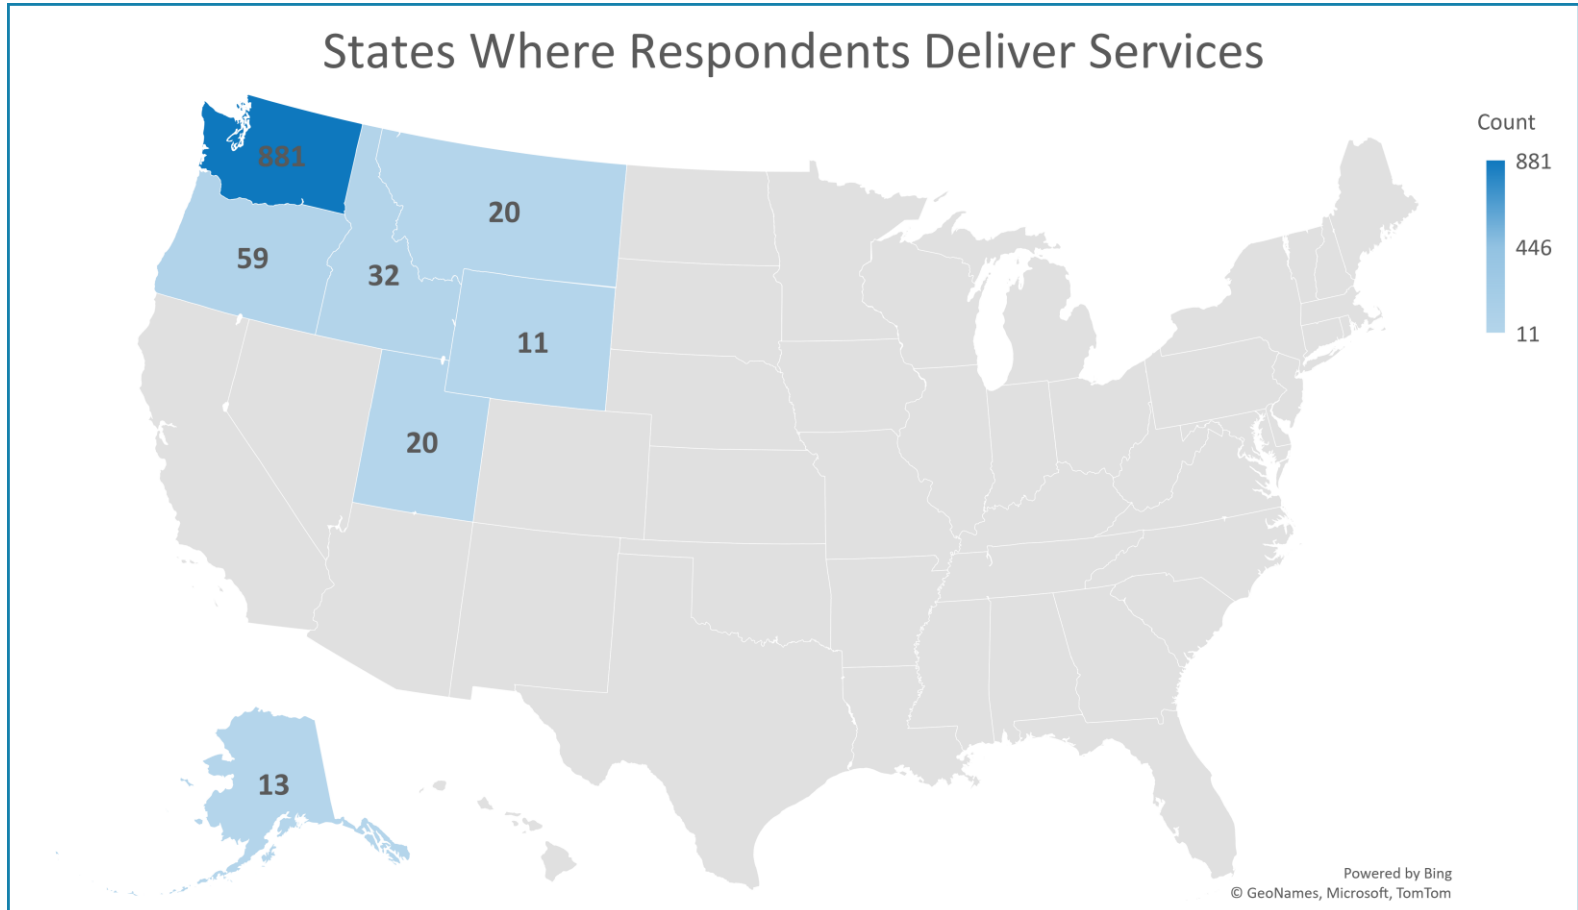 States Where Respondents Deliver Services
Count
881
446
11
881
20
59
32
11
20
13
Powered by Bing
© GeoNames, Microsoft, TomTom